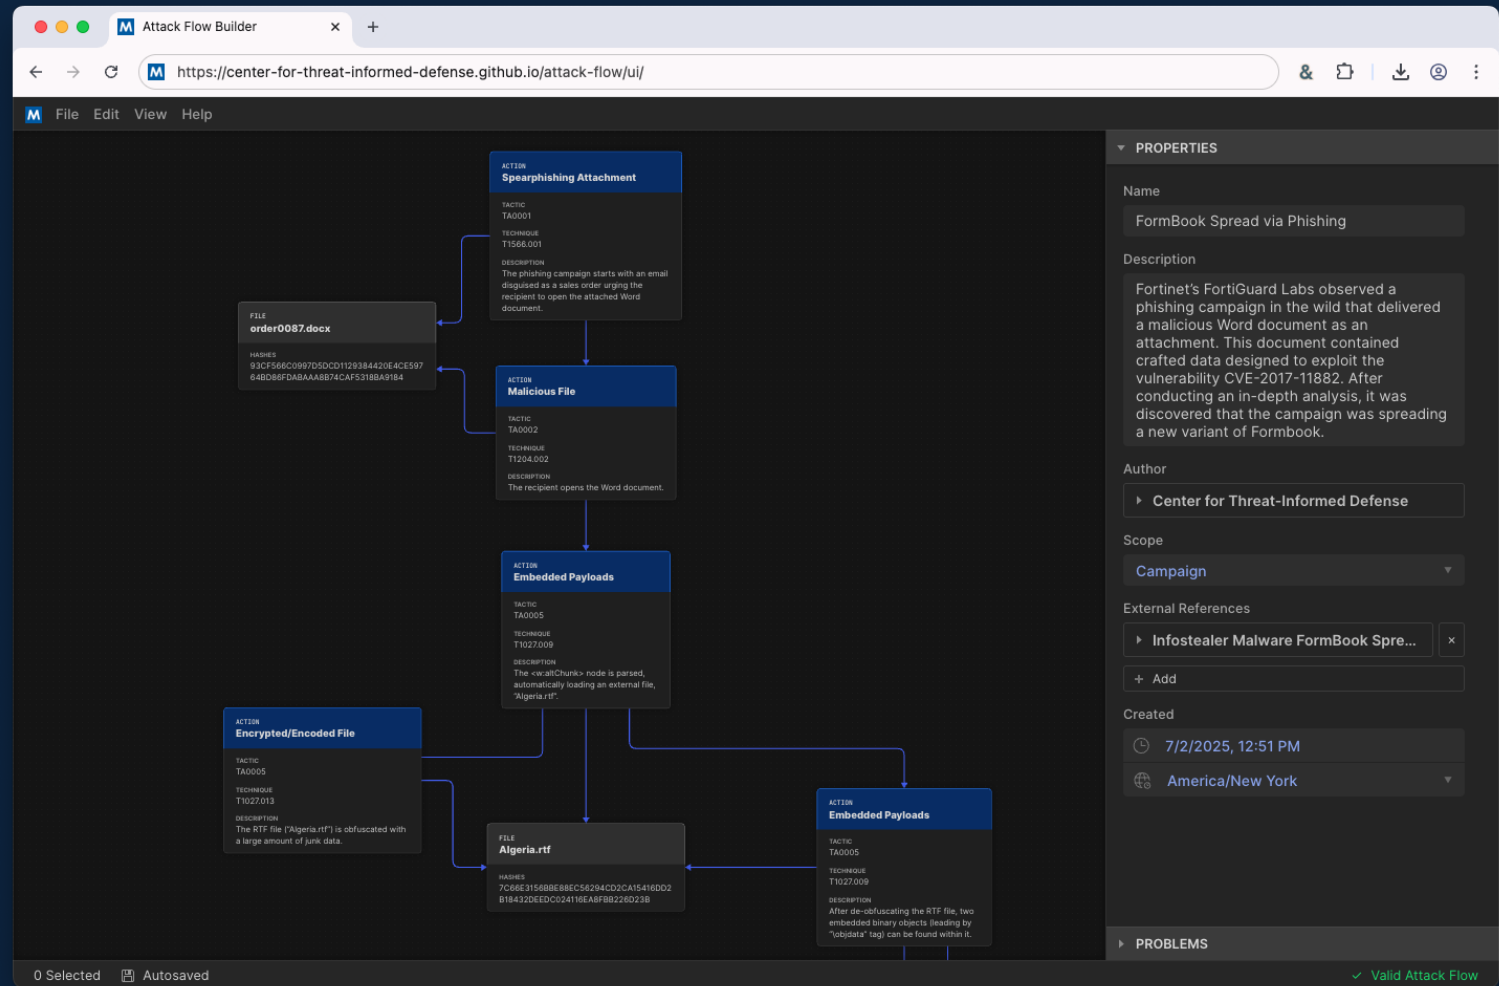 Attack Flow Builder
https://center-for-threat-informed-defense.github.io/attack-flow/ui/
File Edit View Help
ACTION
Spearphishing Attachment
TACTIC
TA0001
TECHNIQUE
T1566.001
DESCRIPTION
The phishing campaign starts with an email
disguised as a sales order urging the
recipient to open the attached Word
document.
FILE
order0087.docx
HASHES
93CF566C0997D5DCD1129384420E4CE597
64BD86FDABAAA8B74CAF5318BA9184
ACTION
Malicious File
TACTIC
TA0002
TECHNIQUE
T1204.002
DESCRIPTION
The recipient opens the Word document.
ACTION
Embedded Payloads
TACTIC
TA0005
TECHNIQUE
T1027.009
DESCRIPTION
The <w:altChunk> node is parsed,
automatically loading an external file,
"Algeria.rtf".
ACTION
Encrypted/Encoded File
TACTIC
TA0005
TECHNIQUE
T1027.013
DESCRIPTION
The RTF file ("Algeria.rtf") is obfuscated with
a large amount of junk data.
FILE
Algeria.rtf
HASHES
7C66E3156BBE88EC56294CD2CA15416DD2
B18432DEEDC024116EA8FBB226D23B
ACTION
Embedded Payloads
TACTIC
TA0005
TECHNIQUE
T1027.009
DESCRIPTION
After de-obfuscating the RTF file, two
embedded binary objects (leading by
"\objdata" tag) can be found within it.
PROPERTIES
Name
FormBook Spread via Phishing
Description
Fortinet's FortiGuard Labs observed a
phishing campaign in the wild that delivered
a malicious Word document as an
attachment. This document contained
crafted data designed to exploit the
vulnerability CVE-2017-11882. After
conducting an in-depth analysis, it was
discovered that the campaign was spreading
a new variant of Formbook.
Author
Center for Threat-Informed Defense
Scope
Campaign
External References
Infostealer Malware FormBook Spre...
+ Add
Created
7/2/2025, 12:51 PM
America/New York
PROBLEMS
0 Selected Autosaved
Valid Attack Flow